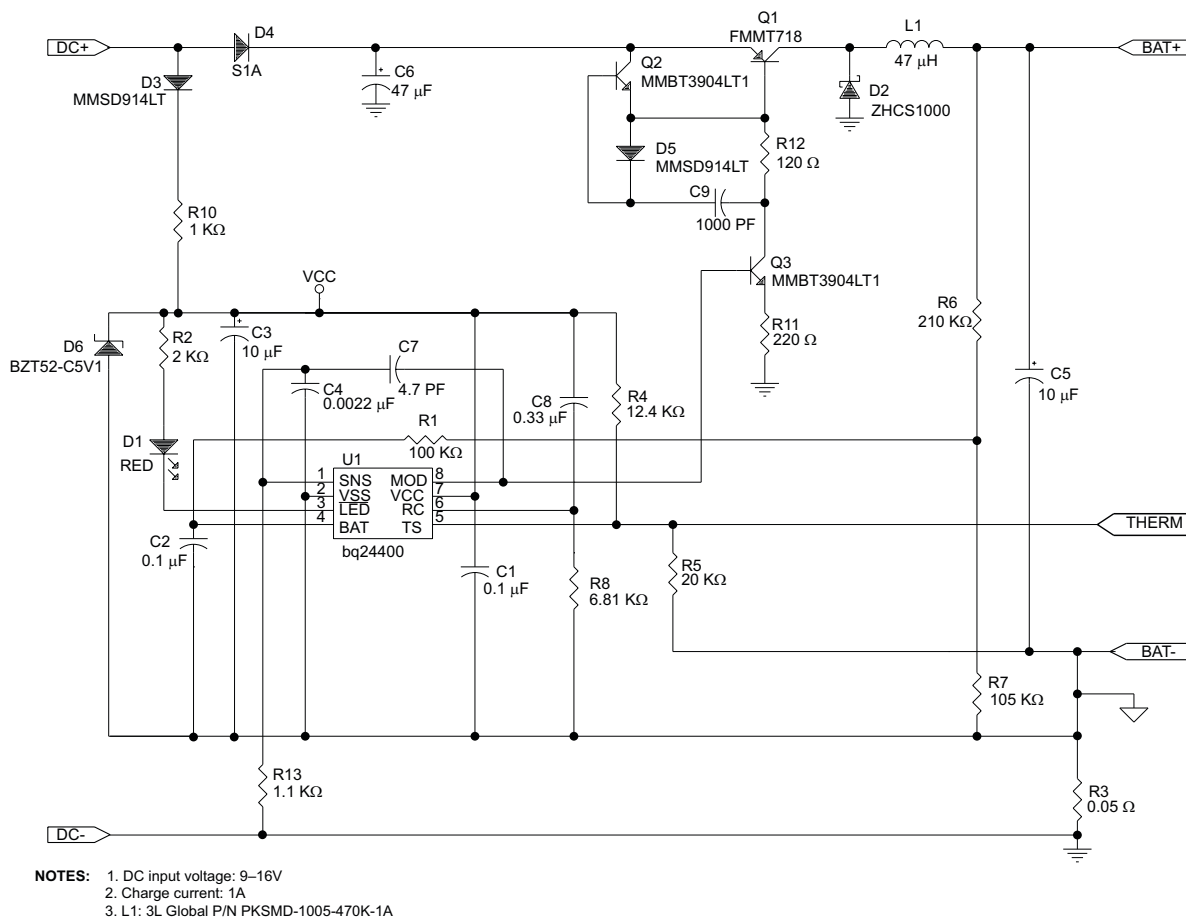 DC+
D4
S1A
D3
MMSD914LT
C6
+
47 μF
Q2
MMBT3904LT1
Q1
FMMT718
L1
47 μH
BAT+
D2
ZHCS1000
D5
MMSD914LT
R12
120 Ω
C9
1000 PF
R10
1 KΩ
Q3
MMBT3904LT1
VCC
R11
220 Ω
R6
210 KΩ
D6
BZT52-C5V1
R2
2 KΩ
+
C3
10 μF
C4
0.0022 μF
C7
4.7 PF
C8
0.33 μF
R4
12.4 KΩ
+
C5
10 μF
D1
RED
R1
100 KΩ
U1
1 SNS MOD 8
2 VSS VCC 7
3 LED RC 6
4 BAT TS 5
bq24400
THERM
C2
0.1 μF
C1
0.1 μF
R8
6.81 KΩ
R5
20 KΩ
BAT-
R7
105 KΩ
R13
1.1 KΩ
R3
0.05 Ω
DC-
NOTES: 1. DC input voltage: 9–16V
2. Charge current: 1A
3. L1: 3L Global P/N PKSMD-1005-470K-1A